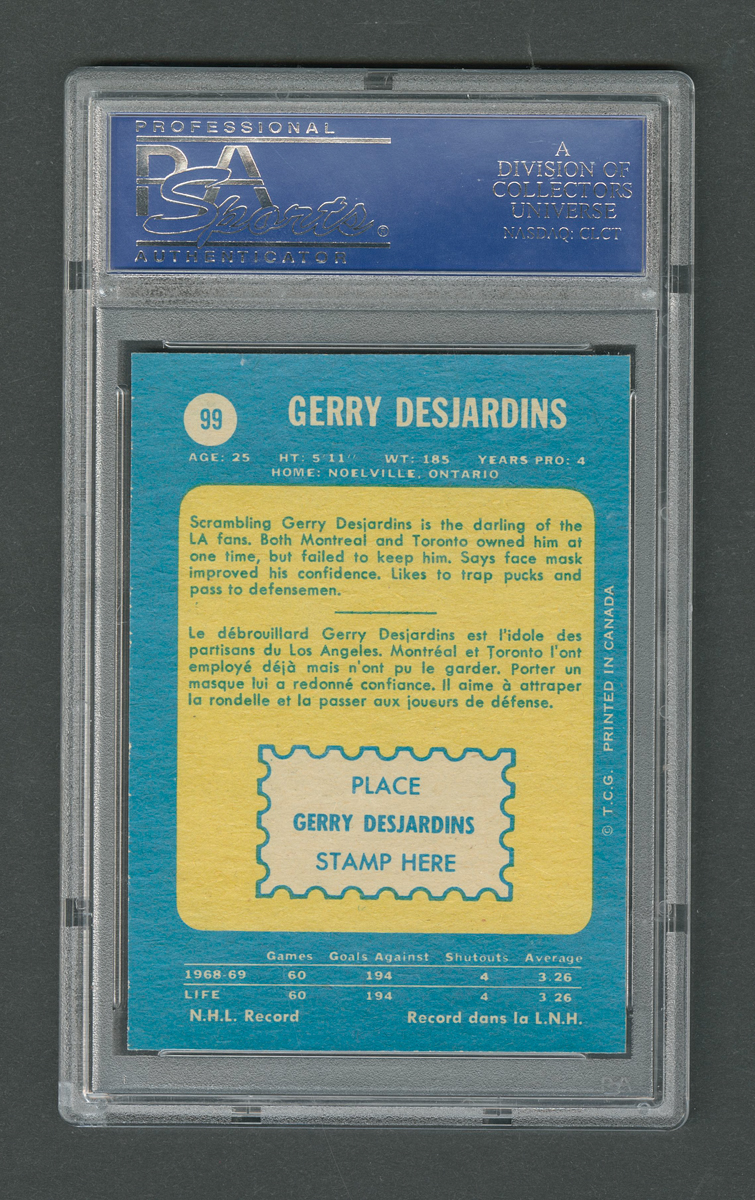 PROFESSIONAL
PSA
Sports ©
AUTHENTICATOR
A
DIVISION OF
COLLECTORS
UNIVERSE
NASDAQ: CLCT
99
GERRY DESJARDINS
AGE: 25 HT: 5'11" WT: 185 YEARS PRO: 4
HOME: NOELVILLE, ONTARIO
Scrambling Gerry Desjardins is the darling of the
LA fans. Both Montreal and Toronto owned him at
one time, but failed to keep him. Says face mask
improved his confidence. Likes to trap pucks and
pass to defensemen.
Le débrouillard Gerry Desjardins est l'idole des
partisans du Los Angeles. Montréal et Toronto l'ont
employé déjà mais n'ont pu le garder. Porter un
masque lui a redonné confiance. Il aime à attraper
la rondelle et la passer aux joueurs de défense.
PLACE
GERRY DESJARDINS
STAMP HERE
© T.C.G. PRINTED IN CANADA
Games Goals Against Shutouts Average
1968-69 60 194 4 3.26
LIFE 60 194 4 3 26
N.H.L. Record Record dans la L.N.H.
PSA